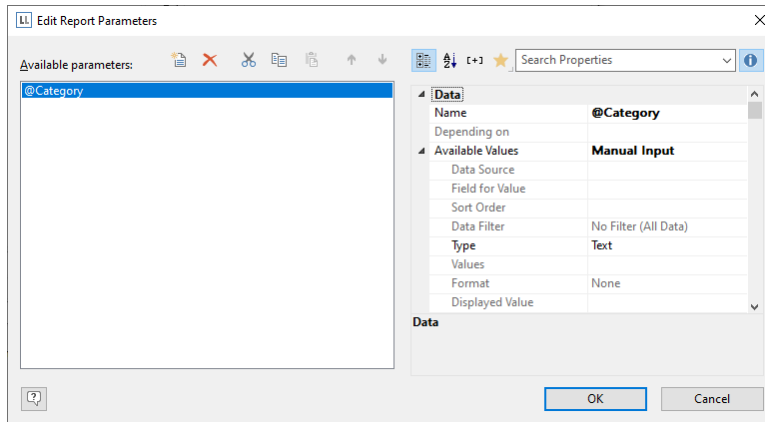 LL Edit Report Parameters
Available parameters:
Search Properties
@Category
Data
Name @Category
Depending on
Available Values Manual Input
Data Source
Field for Value
Sort Order
Data Filter No Filter (All Data)
Type Text
Values
Format None
Displayed Value
Data
OK Cancel